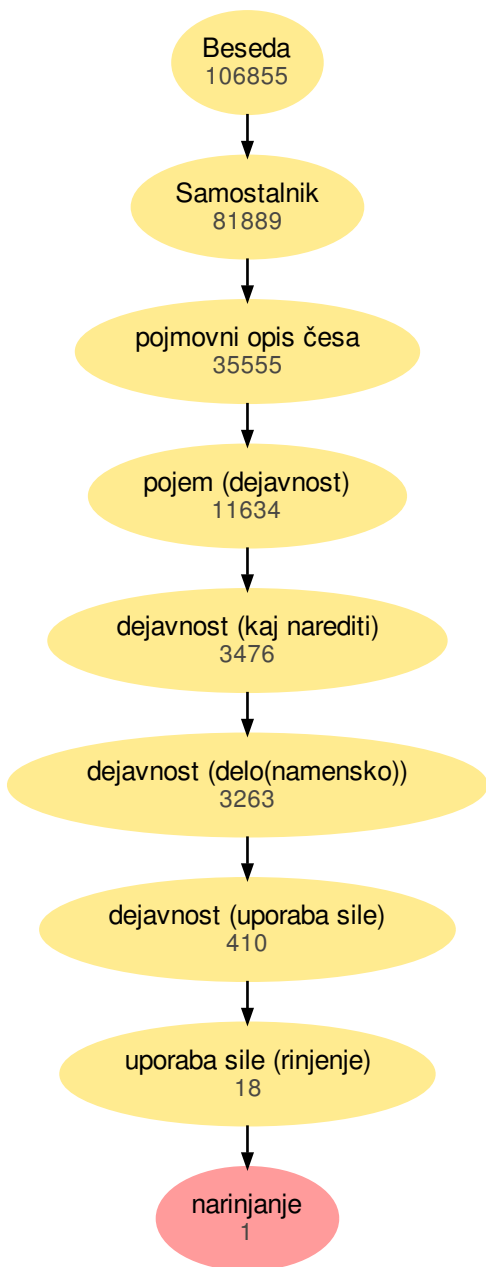 Beseda
106855
Samostalnik
81889
pojmovni opis česa
35555
pojem (dejavnost)
11634
dejavnost (kaj narediti)
3476
dejavnost (delo(namensko))
3263
dejavnost (uporaba sile)
410
uporaba sile (rinjenje)
18
narinjanje
1